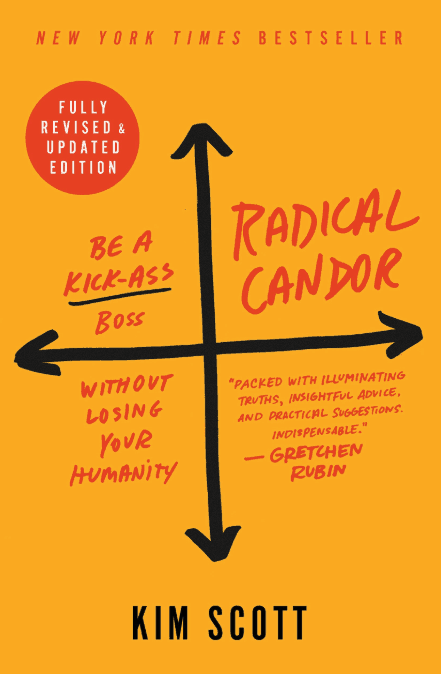 NEW YORK TIMES BESTSELLER
FULLY
REVISED &
UPDATED
EDITION
RADICAL
CANDOR
BE A
KICK-ASS
BOSS
WITHOUT
LOSING
YOUR
HUMANITY
"PACKED WITH ILLUMINATING
TRUTHS, INSIGHTFUL ADVICE,
AND PRACTICAL SUGGESTIONS.
INDISPENSABLE."
— GRETCHEN
RUBIN
KIM SCOTT